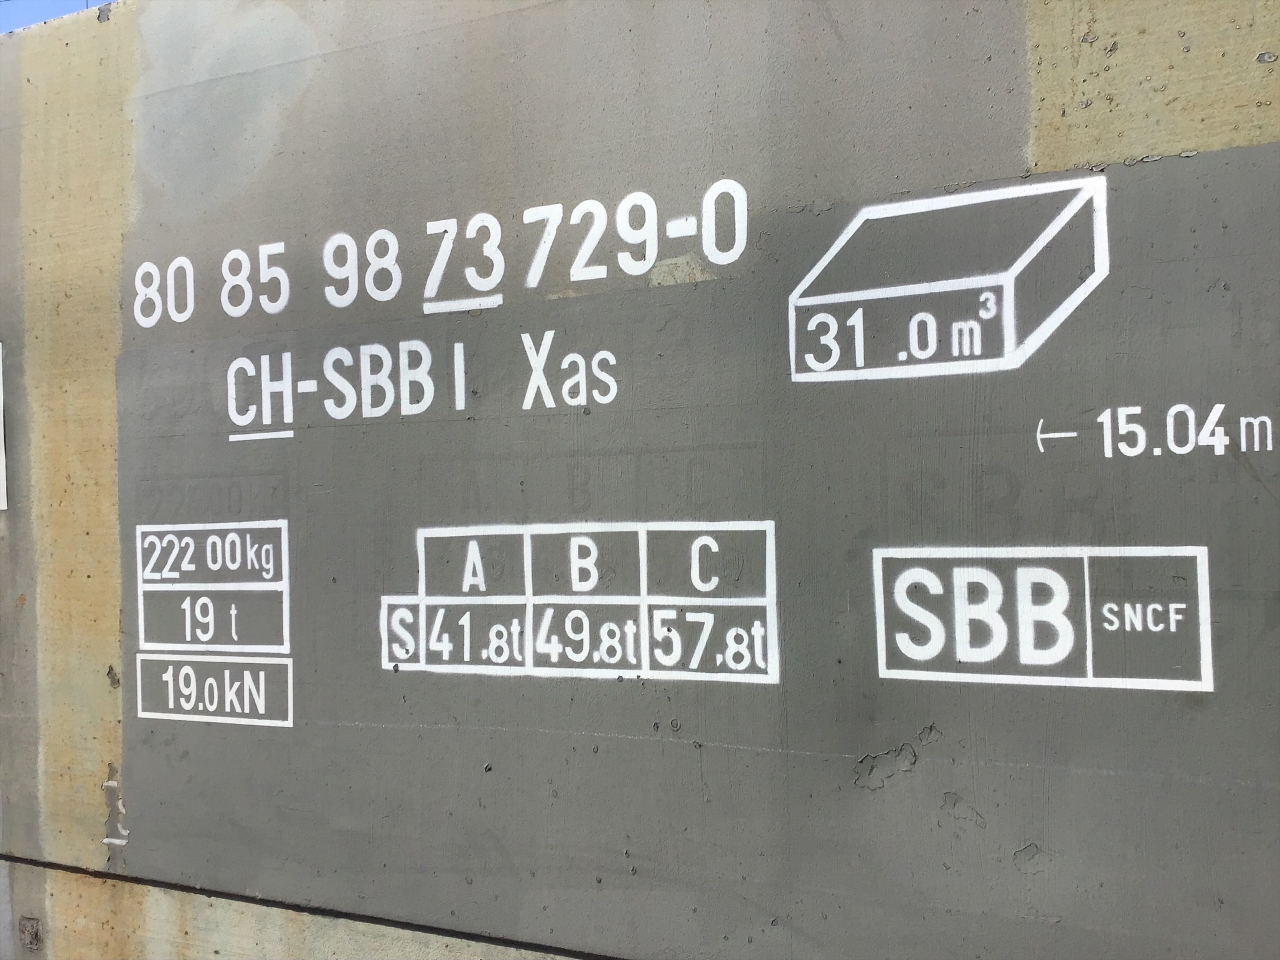 80 85 98 73 729-0
31.0 m³
CH-SBB I Xas
15.04 m
22200 kg
19 t
19.0 kN
A B C
S 41.8t 49.8t 57.8t
SBB SNCF